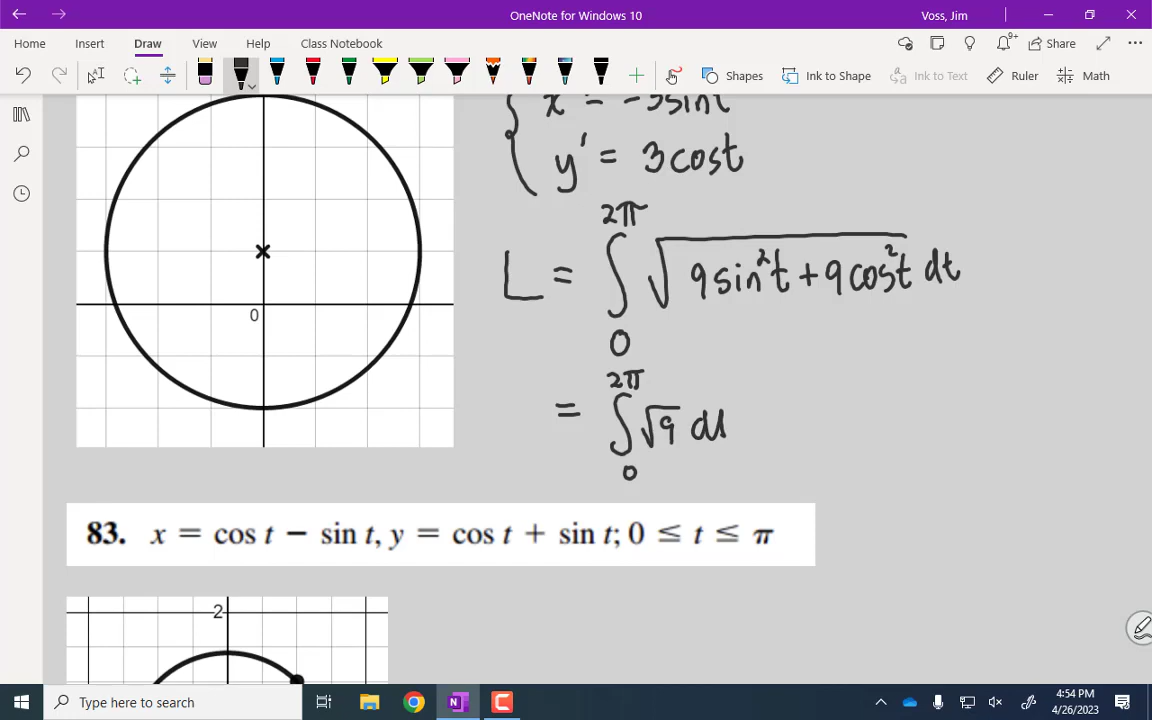 OneNote for Windows 10
Voss, Jim
Home Insert Draw View Help Class Notebook
9+
Share
Shapes Ink to Shape Ink to Text Ruler Math
x' = -3sint
y' = 3cost
2π
L = ∫ √9sin²t + 9cos²t dt
0
2π
= ∫ √9 dt
0
0
83. x = cos t − sin t, y = cos t + sin t; 0 ≤ t ≤ π
2
Type here to search
N
4:54 PM
4/26/2023